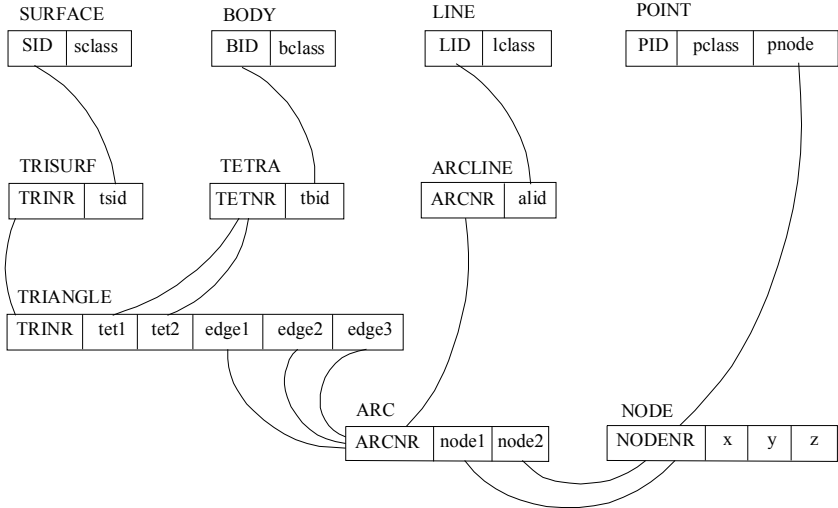 SURFACE BODY LINE POINT
SID sclass BID bclass LID lclass PID pclass pnode
TRISURF TETRA ARCLINE
TRINR tsid TETNR tbid ARCNR alid
TRIANGLE
TRINR tet1 tet2 edge1 edge2 edge3
ARC NODE
ARCNR node1 node2 NODENR x y z